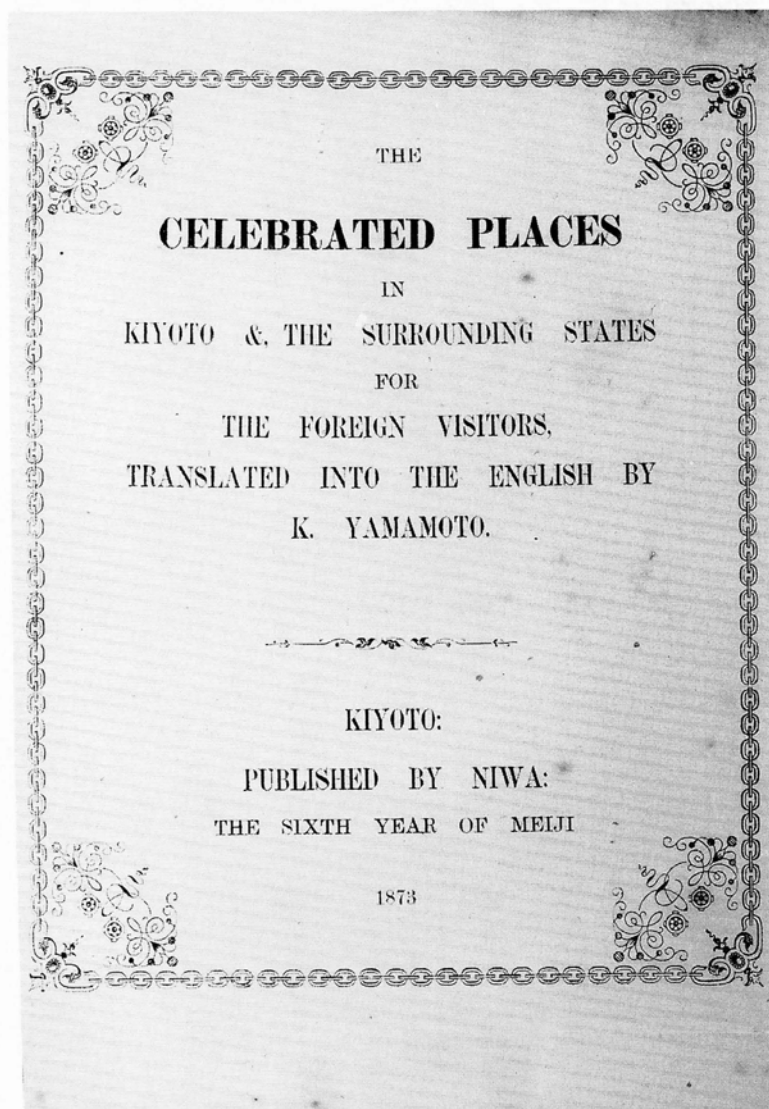 THE
CELEBRATED PLACES
IN
KIYOTO &, THE SURROUNDING STATES
FOR
THE FOREIGN VISITORS,
TRANSLATED INTO THE ENGLISH BY
K. YAMAMOTO.
KIYOTO:
PUBLISHED BY NIWA:
THE SIXTH YEAR OF MEIJI
1873